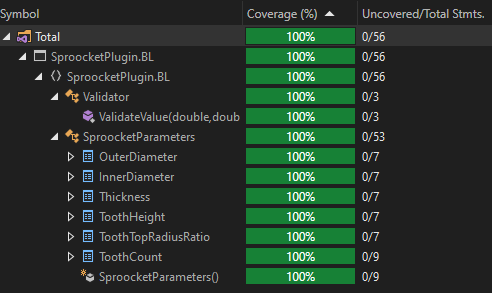 Symbol Coverage (%) Uncovered/Total Stmts.
Total 100% 0/56
SproocketPlugin.BL 100% 0/56
SproocketPlugin.BL 100% 0/56
Validator 100% 0/3
ValidateValue(double,doub 100% 0/3
SproocketParameters 100% 0/53
OuterDiameter 100% 0/7
InnerDiameter 100% 0/7
Thickness 100% 0/7
ToothHeight 100% 0/7
ToothTopRadiusRatio 100% 0/7
ToothCount 100% 0/9
SproocketParameters() 100% 0/9